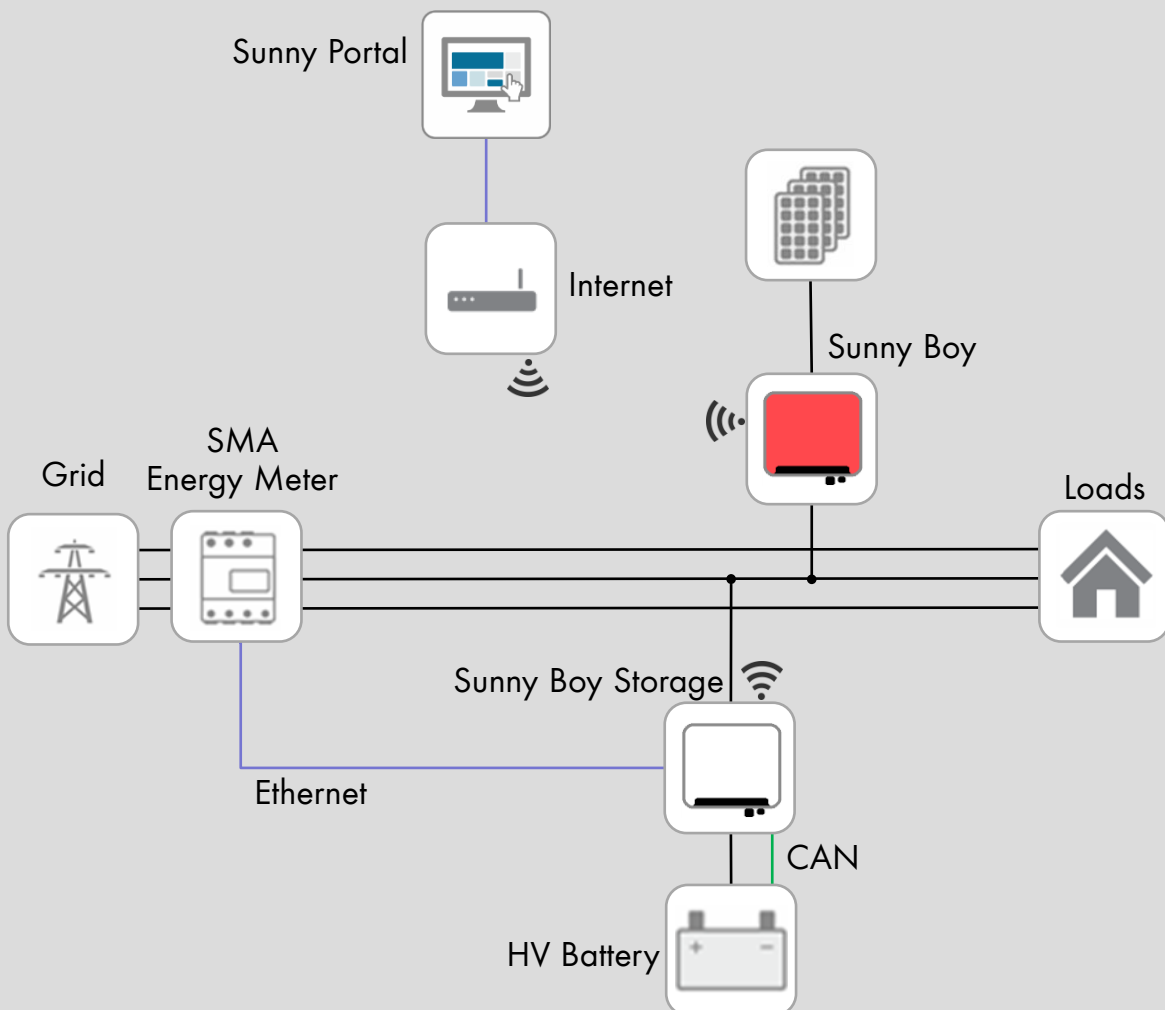 Sunny Portal
Internet
Sunny Boy
SMA
Energy Meter
Grid
Loads
Sunny Boy Storage
Ethernet
CAN
HV Battery